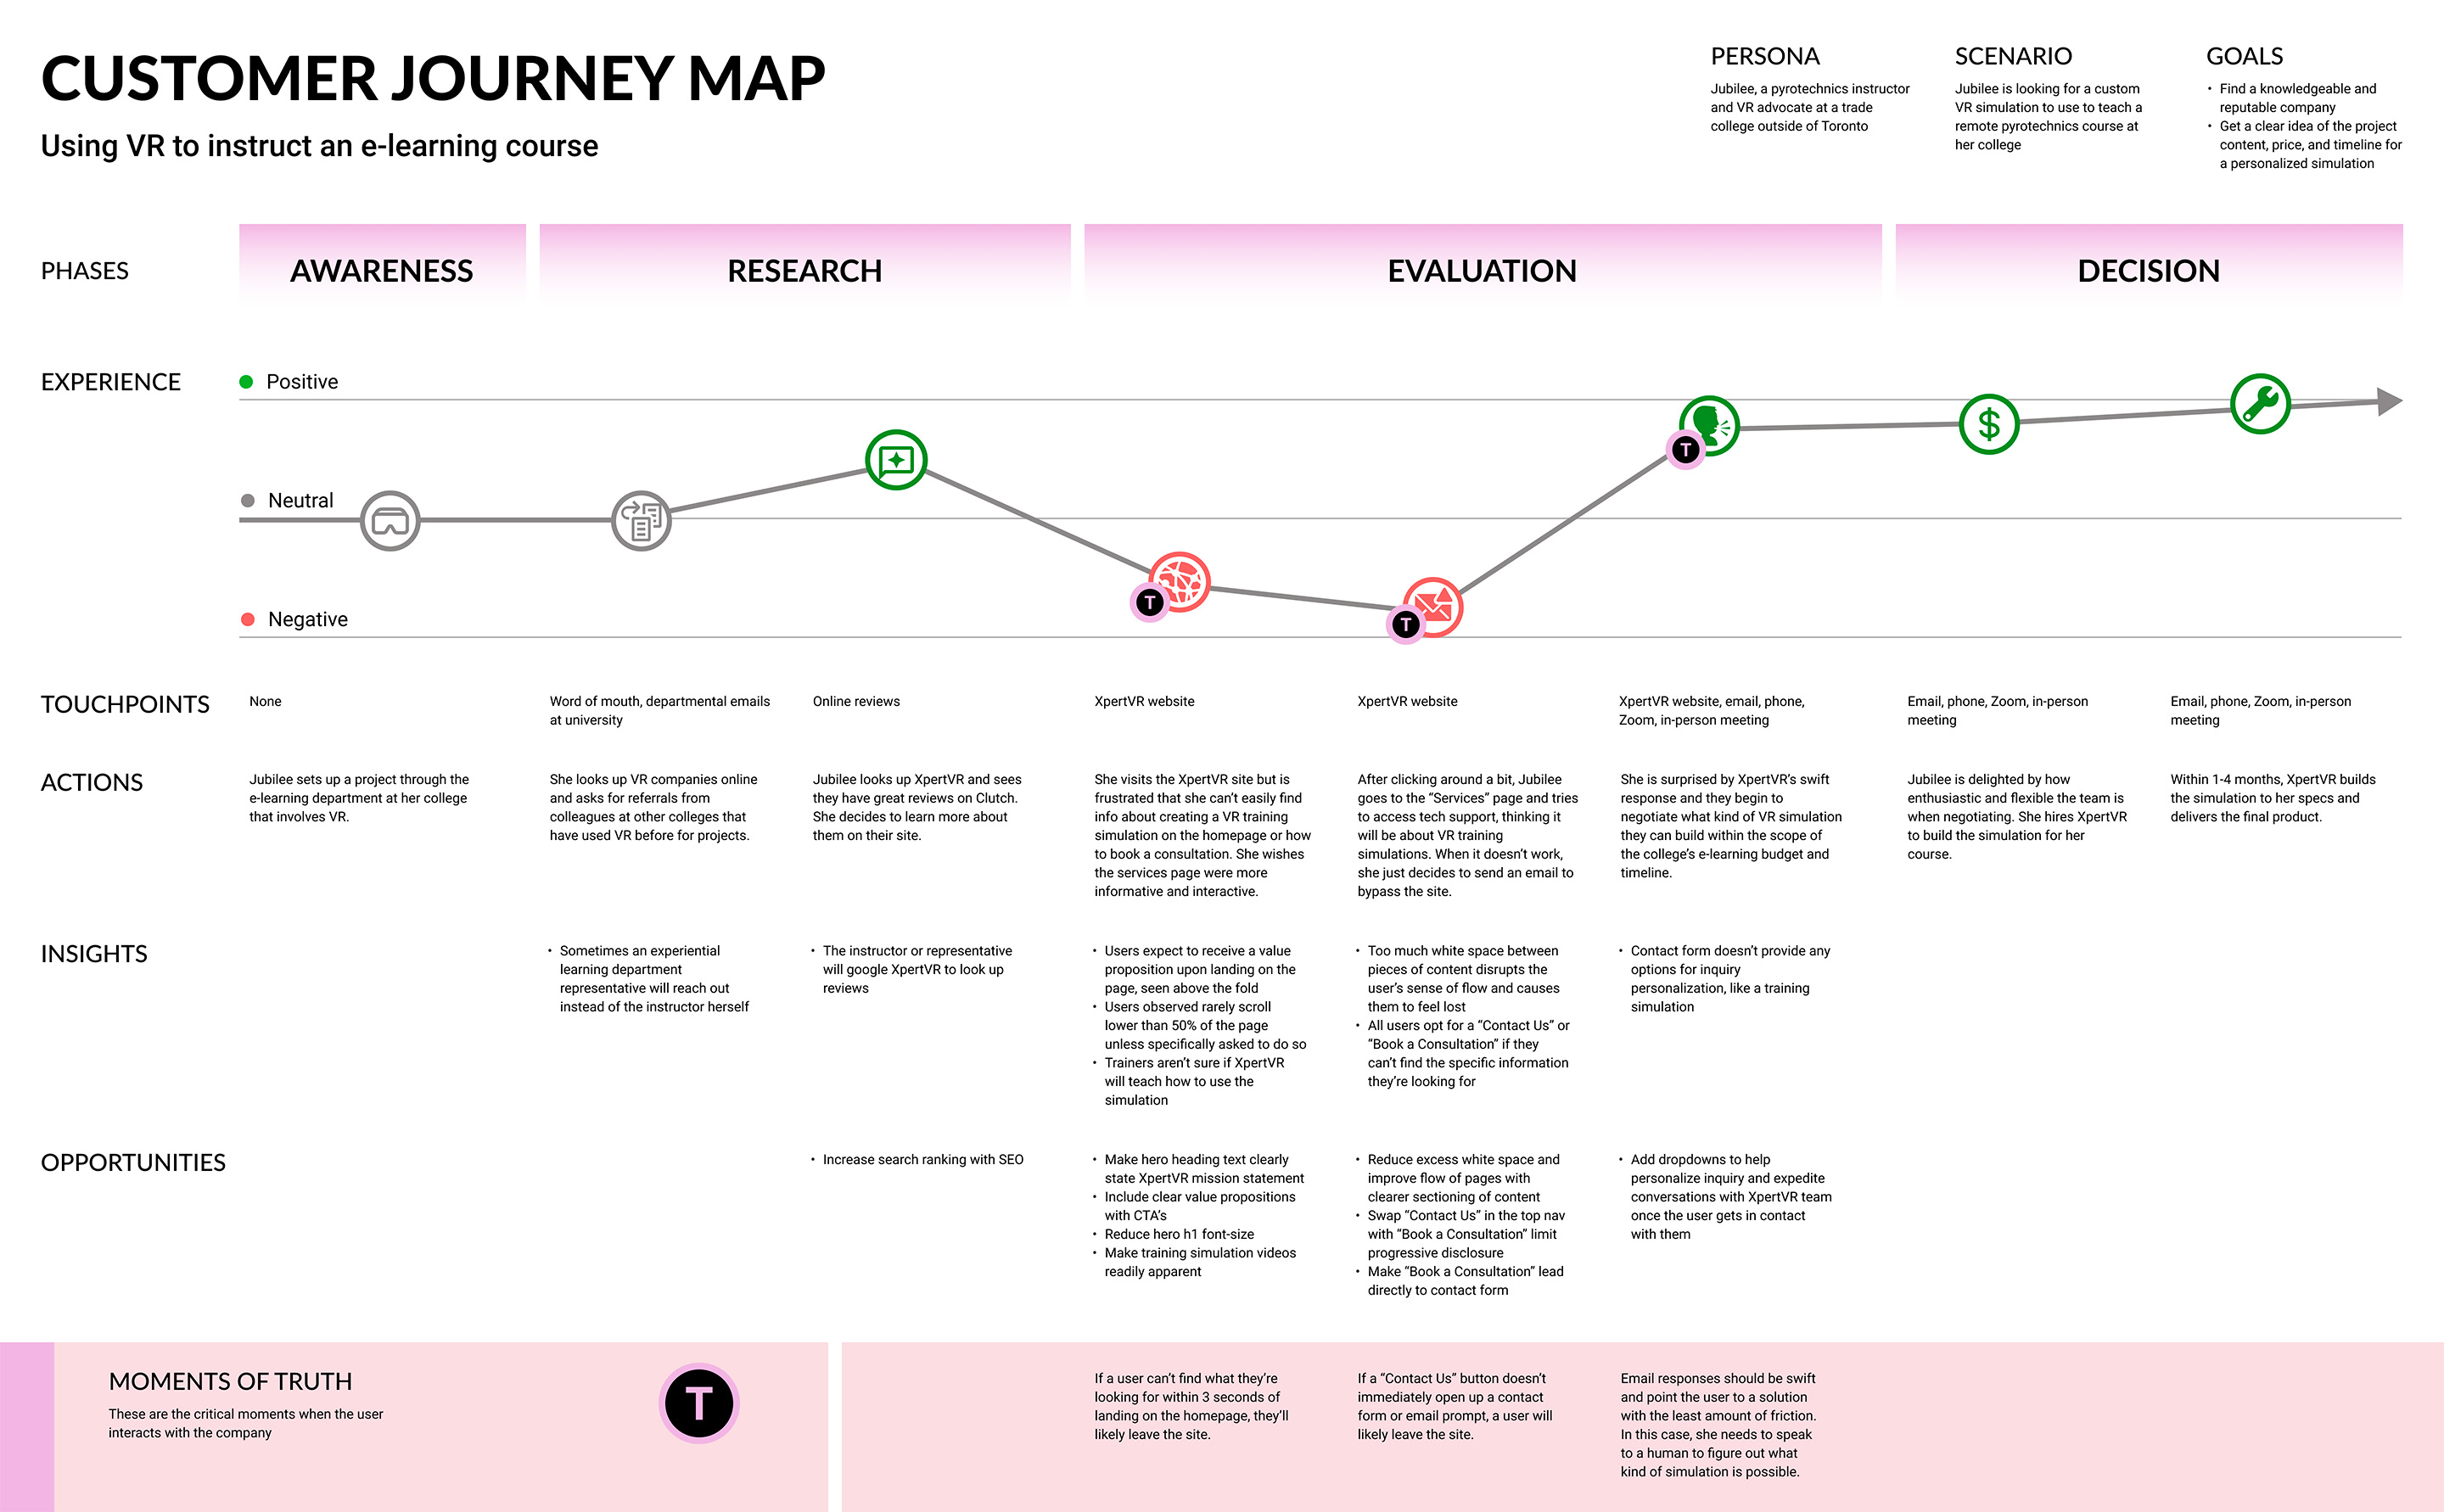 CUSTOMER JOURNEY MAP
Using VR to instruct an e-learning course
PERSONA
Jubilee, a pyrotechnics instructor
and VR advocate at a trade
college outside of Toronto
SCENARIO
Jubilee is looking for a custom
VR simulation to use to teach a
remote pyrotechnics course at
her college
GOALS
• Find a knowledgeable and
reputable company
• Get a clear idea of the project
content, price, and timeline for
a personalized simulation
PHASES
AWARENESS
RESEARCH
EVALUATION
DECISION
EXPERIENCE
Positive
Neutral
Negative
$
T
T
T
TOUCHPOINTS
None
Word of mouth, departmental emails
at university
Online reviews
XpertVR website
XpertVR website
XpertVR website, email, phone,
Zoom, in-person meeting
Email, phone, Zoom, in-person
meeting
Email, phone, Zoom, in-person
meeting
ACTIONS
Jubilee sets up a project through the
e-learning department at her college
that involves VR.
She looks up VR companies online
and asks for referrals from
colleagues at other colleges that
have used VR before for projects.
Jubilee looks up XpertVR and sees
they have great reviews on Clutch.
She decides to learn more about
them on their site.
She visits the XpertVR site but is
frustrated that she can't easily find
info about creating a VR training
simulation on the homepage or how
to book a consultation. She wishes
the services page were more
informative and interactive.
After clicking around a bit, Jubilee
goes to the “Services” page and tries
to access tech support, thinking it
will be about VR training
simulations. When it doesn’t work,
she just decides to send an email to
bypass the site.
She is surprised by XpertVR’s swift
response and they begin to
negotiate what kind of VR simulation
they can build within the scope of
the college’s e-learning budget and
timeline.
Jubilee is delighted by how
enthusiastic and flexible the team is
when negotiating. She hires XpertVR
to build the simulation for her
course.
Within 1-4 months, XpertVR builds
the simulation to her specs and
delivers the final product.
INSIGHTS
• Sometimes an experiential
learning department
representative will reach out
instead of the instructor herself
• The instructor or representative
will google XpertVR to look up
reviews
• Users expect to receive a value
proposition upon landing on the
page, seen above the fold
• Users observed rarely scroll
lower than 50% of the page
unless specifically asked to do so
• Trainers aren’t sure if XpertVR
will teach how to use the
simulation
• Too much white space between
pieces of content disrupts the
user’s sense of flow and causes
them to feel lost
• All users opt for a “Contact Us” or
“Book a Consultation” if they
can’t find the specific information
they’re looking for
• Contact form doesn’t provide any
options for inquiry
personalization, like a training
simulation
OPPORTUNITIES
• Increase search ranking with SEO
• Make hero heading text clearly
state XpertVR mission statement
• Include clear value propositions
with CTA’s
• Reduce hero h1 font-size
• Make training simulation videos
readily apparent
• Reduce excess white space and
improve flow of pages with
clearer sectioning of content
• Swap “Contact Us” in the top nav
with “Book a Consultation” limit
progressive disclosure
• Make “Book a Consultation” lead
directly to contact form
• Add dropdowns to help
personalize inquiry and expedite
conversations with XpertVR team
once the user gets in contact
with them
MOMENTS OF TRUTH
These are the critical moments when the user
interacts with the company
T
If a user can’t find what they’re
looking for within 3 seconds of
landing on the homepage, they’ll
likely leave the site.
If a “Contact Us” button doesn’t
immediately open up a contact
form or email prompt, a user will
likely leave the site.
Email responses should be swift
and point the user to a solution
with the least amount of friction.
In this case, she needs to speak
to a human to figure out what
kind of simulation is possible.